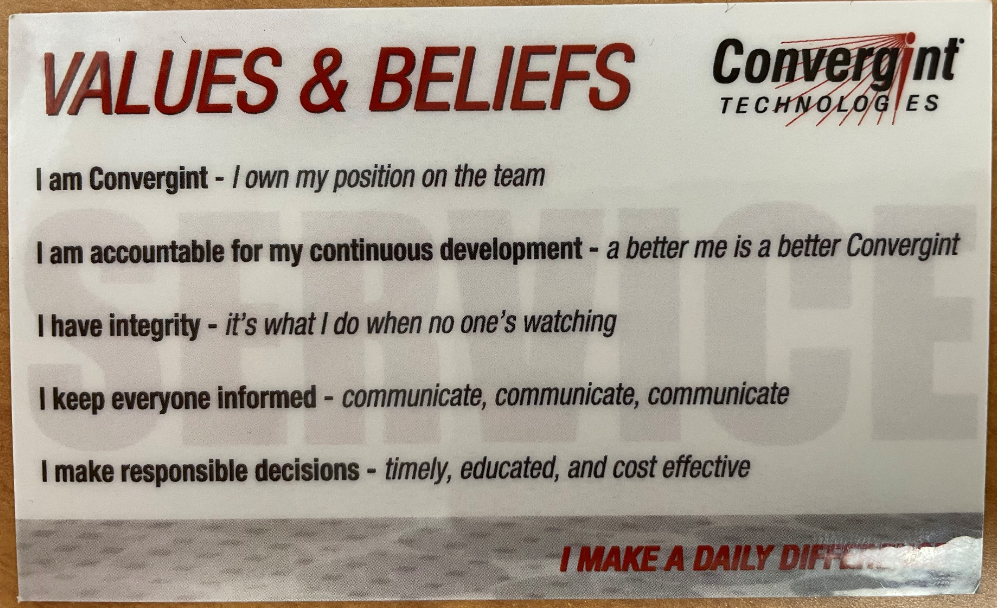 VALUES & BELIEFS
Convergint
TECHNOLOGIES
I am Convergint - I own my position on the team
I am accountable for my continuous development - a better me is a better Convergint
I have integrity - it's what I do when no one's watching
I keep everyone informed - communicate, communicate, communicate
I make responsible decisions - timely, educated, and cost effective
SERVICE
I MAKE A DAILY